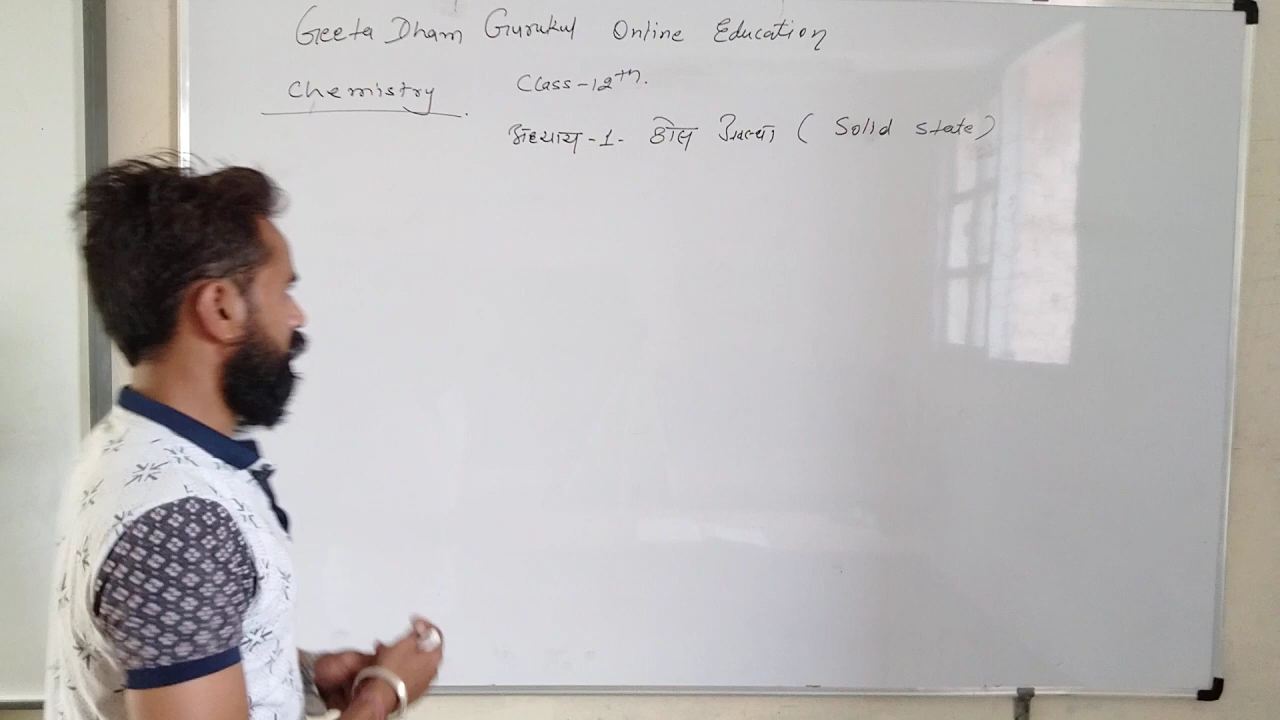 Geeta Dham Gurukul Online Education
Chemistry Class-12th.
अध्याय-1- ठोस अवस्था ( Solid state)